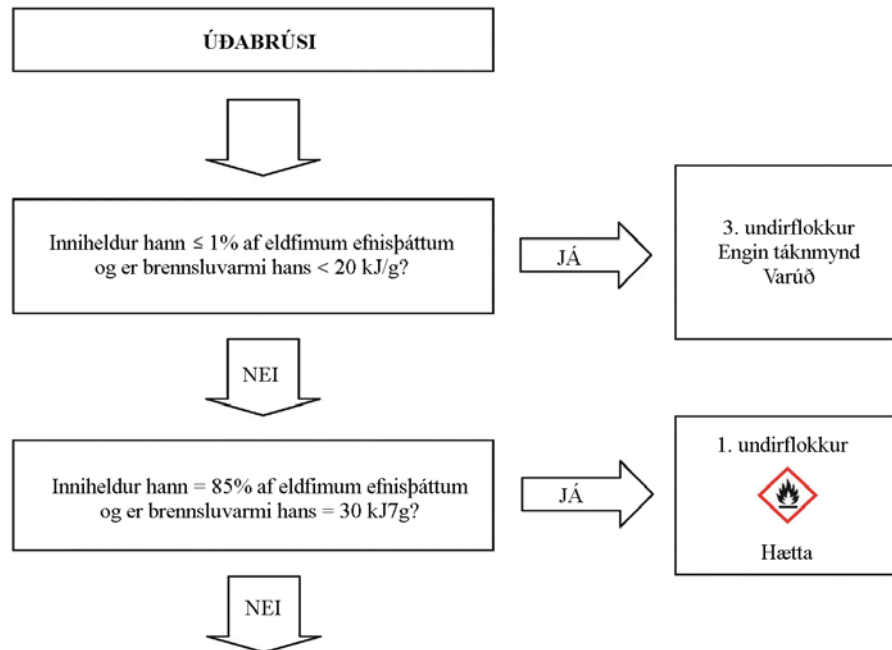 ÚÐABRÚSI
Inniheldur hann ≤ 1% af eldfimum efnisþáttum
og er brennsluvarmi hans < 20 kJ/g?
JÁ
3. undirflokkur
Engin táknmynd
Varúð
NEI
Inniheldur hann = 85% af eldfimum efnisþáttum
og er brennsluvarmi hans = 30 kJ7g?
JÁ
1. undirflokkur
Hætta
NEI